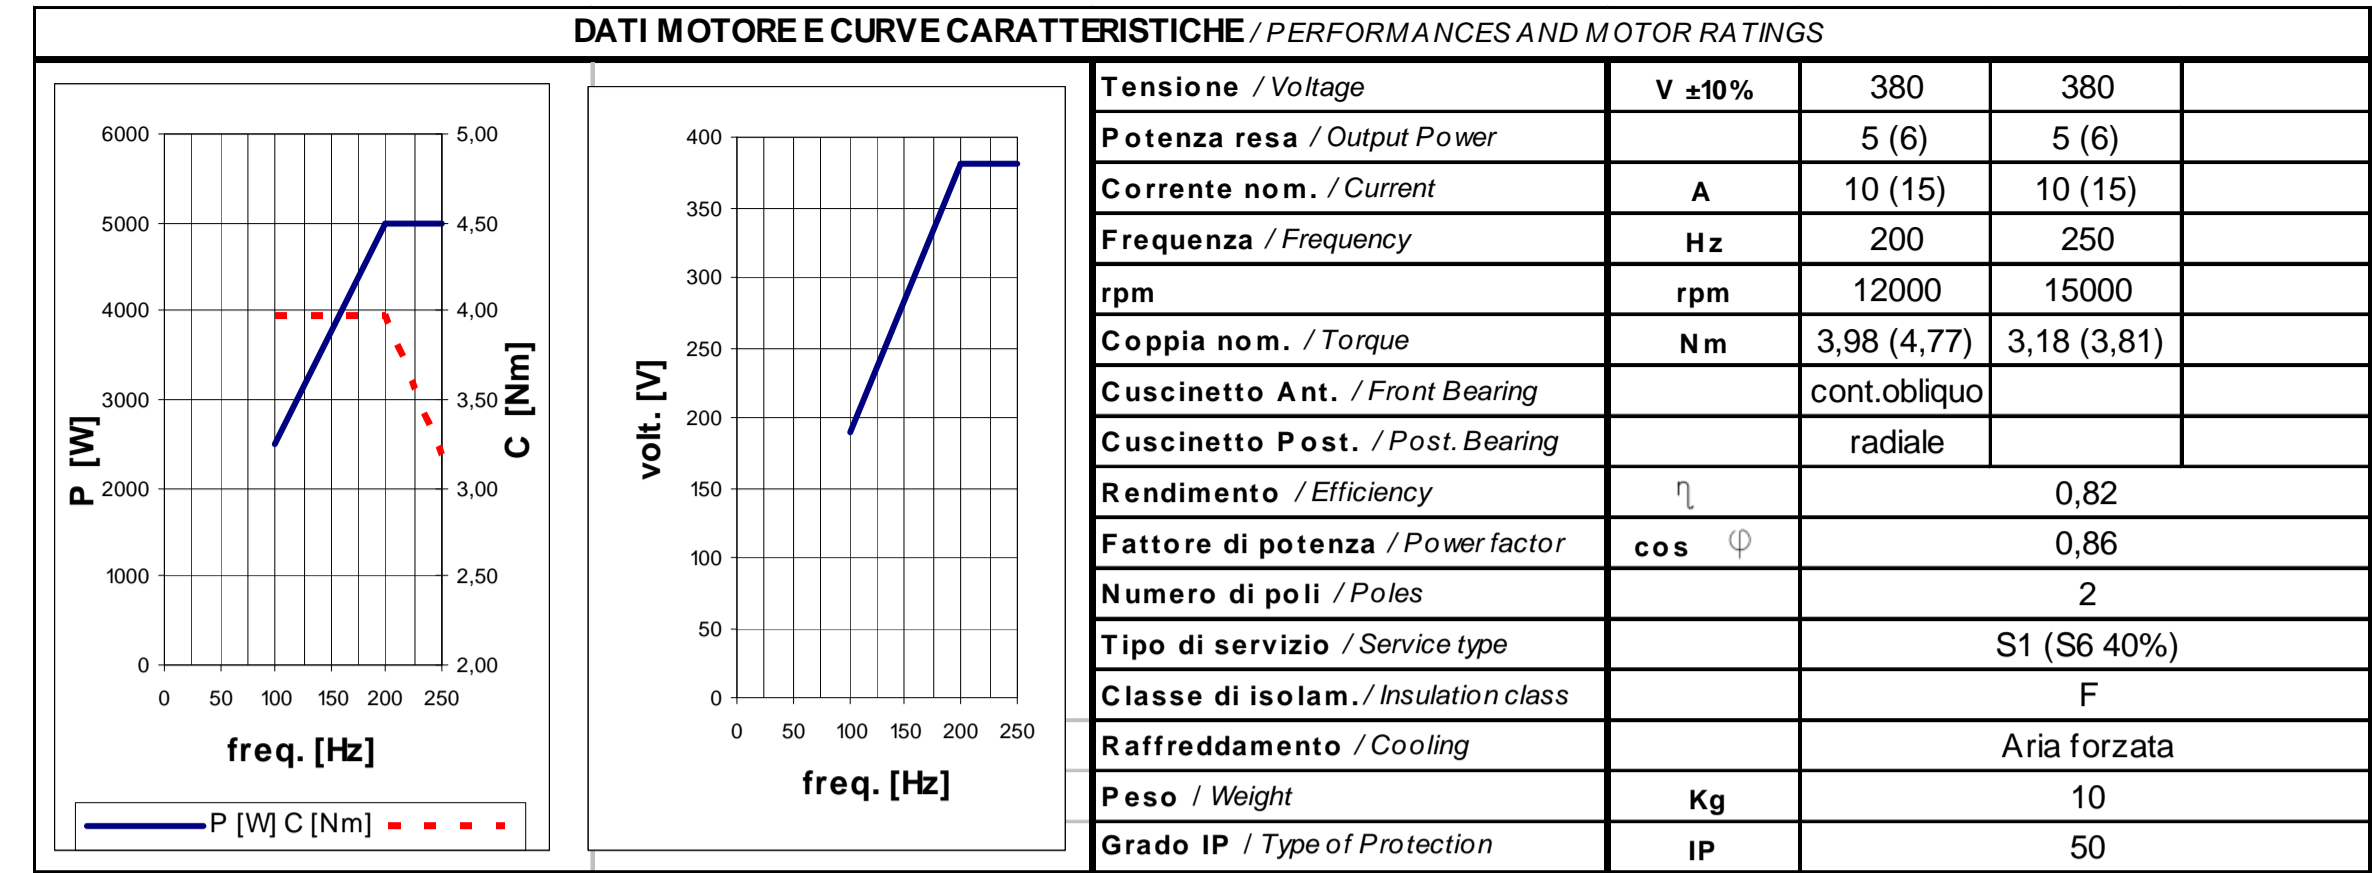 DATI MOTORE E CURVE CARATTERISTICHE / PERFORMANCES AND MOTOR RATINGS
6000
5000
4000
3000
2000
1000
0
P [W]
5,00
4,50
4,00
3,50
3,00
2,50
2,00
C [Nm]
0 50 100 150 200 250
freq. [Hz]
P [W] C [Nm]
400
350
300
250
200
150
100
50
0
volt. [V]
0 50 100 150 200 250
freq. [Hz]
Tensione / Voltage V ±10% 380 380
Potenza resa / Output Power 5 (6) 5 (6)
Corrente nom. / Current A 10 (15) 10 (15)
Frequenza / Frequency Hz 200 250
rpm rpm 12000 15000
Coppia nom. / Torque Nm 3,98 (4,77) 3,18 (3,81)
Cuscinetto Ant. / Front Bearing cont.obliquo
Cuscinetto Post. / Post. Bearing radiale
Rendimento / Efficiency η 0,82
Fattore di potenza / Power factor cos φ 0,86
Numero di poli / Poles 2
Tipo di servizio / Service type S1 (S6 40%)
Classe di isolam. / Insulation class F
Raffreddamento / Cooling Aria forzata
Peso / Weight Kg 10
Grado IP / Type of Protection IP 50